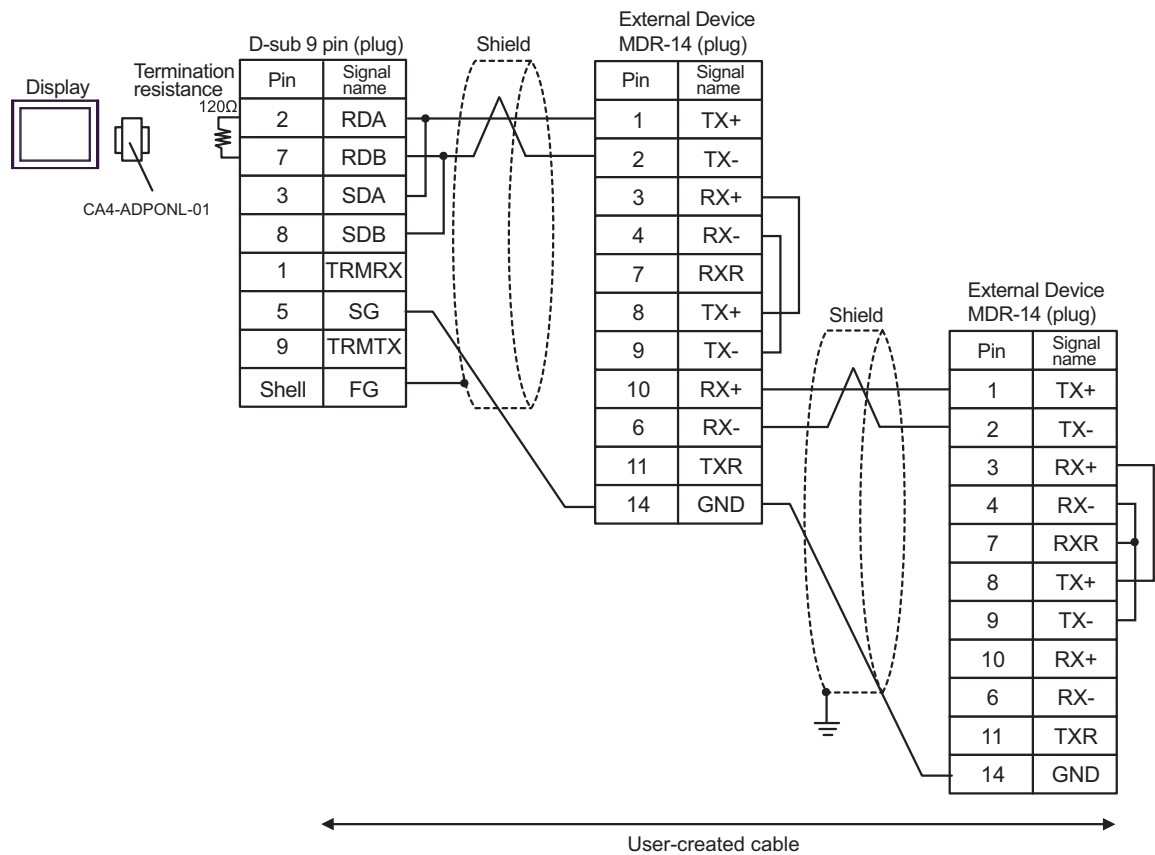 Display
CA4-ADPONL-01
Termination
resistance
120Ω
D-sub 9 pin (plug)
Pin Signal name
2 RDA
7 RDB
3 SDA
8 SDB
1 TRMRX
5 SG
9 TRMTX
Shell FG
Shield
External Device
MDR-14 (plug)
Pin Signal name
1 TX+
2 TX-
3 RX+
4 RX-
7 RXR
8 TX+
9 TX-
10 RX+
6 RX-
11 TXR
14 GND
Shield
External Device
MDR-14 (plug)
Pin Signal name
1 TX+
2 TX-
3 RX+
4 RX-
7 RXR
8 TX+
9 TX-
10 RX+
6 RX-
11 TXR
14 GND
User-created cable